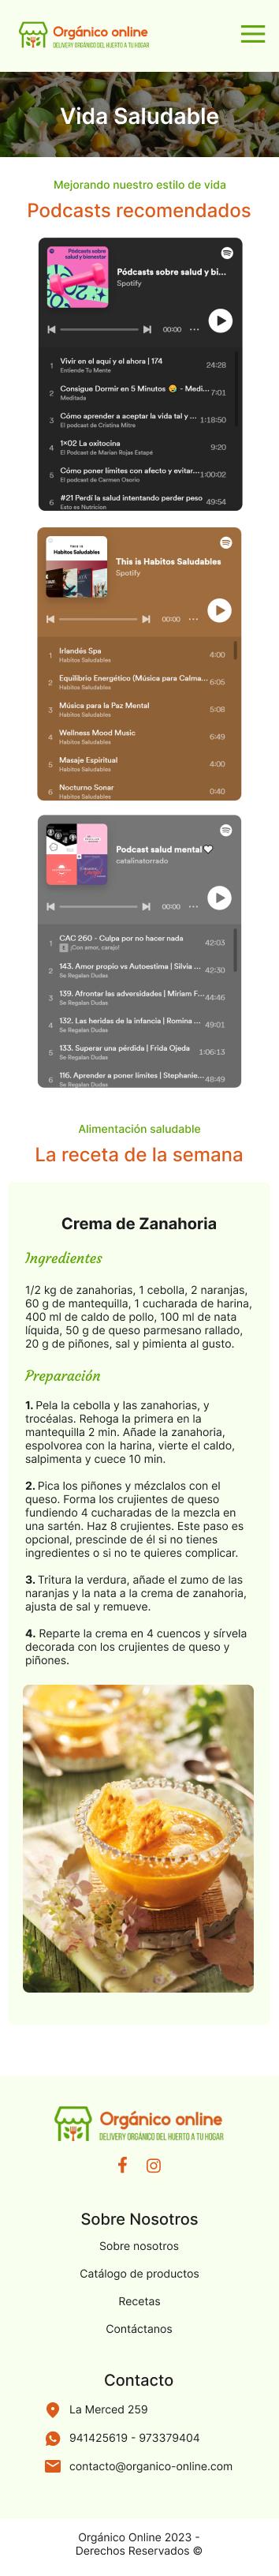 Orgánico online
DELIVERY ORGÁNICO DEL HUERTO A TU HOGAR
Vida Saludable
Mejorando nuestro estilo de vida
Podcasts recomendados
Pódcasts sobre
salud y bienestar
Pódcasts sobre salud y bi...
Spotify
00:00
1 Vivir en el aquí y el ahora | 174 24:28
Entiende Tu Mente
2 Consigue Dormir en 5 Minutos 😴 - Medi... 7:01
Meditada
3 Cómo aprender a aceptar la vida tal y ... 1:18:50
El podcast de Cristina Mitre
4 1x02 La oxitocina 9:20
El Podcast de Marian Rojas Estapé
5 Cómo poner límites con afecto y evitar... 1:00:02
El podcast de Carmen Osorio
6 #21 Perdí la salud intentando perder peso 49:54
Esto es Nutricion
THIS IS
Habitos Saludables
This is Habitos Saludables
Spotify
00:00
1 Irlandés Spa 4:00
Habitos Saludables
2 Equilibrio Energético (Música para Calma... 6:05
Habitos Saludables
3 Música para la Paz Mental 5:08
Habitos Saludables
4 Wellness Mood Music 6:49
Habitos Saludables
5 Masaje Espiritual 4:00
Habitos Saludables
6 Nocturno Sonar 0:40
Habitos Saludables
Podcast salud mental🤍
catalinatorrado
00:00
1 CAC 260 - Culpa por no hacer nada 42:03
E ¡Con amor, carajo!
2 143. Amor propio vs Autoestima | Silvia ... 42:30
Se Regalan Dudas
3 139. Afrontar las adversidades | Miriam F... 44:46
Se Regalan Dudas
4 132. Las heridas de la infancia | Romina ... 49:01
Se Regalan Dudas
5 133. Superar una pérdida | Frida Ojeda 1:06:13
Se Regalan Dudas
6 116. Aprender a poner límites | Stephanie... 48:49
Se Regalan Dudas
Alimentación saludable
La receta de la semana
Crema de Zanahoria
Ingredientes
1/2 kg de zanahorias, 1 cebolla, 2 naranjas,
60 g de mantequilla, 1 cucharada de harina,
400 ml de caldo de pollo, 100 ml de nata
líquida, 50 g de queso parmesano rallado,
20 g de piñones, sal y pimienta al gusto.
Preparación
1. Pela la cebolla y las zanahorias, y
trocéalas. Rehoga la primera en la
mantequilla 2 min. Añade la zanahoria,
espolvorea con la harina, vierte el caldo,
salpimenta y cuece 10 min.
2. Pica los piñones y mézclalos con el
queso. Forma los crujientes de queso
fundiendo 4 cucharadas de la mezcla en
una sartén. Haz 8 crujientes. Este paso es
opcional, prescinde de él si no tienes
ingredientes o si no te quieres complicar.
3. Tritura la verdura, añade el zumo de las
naranjas y la nata a la crema de zanahoria,
ajusta de sal y remueve.
4. Reparte la crema en 4 cuencos y sírvela
decorada con los crujientes de queso y
piñones.
Orgánico online
DELIVERY ORGÁNICO DEL HUERTO A TU HOGAR
Sobre Nosotros
Sobre nosotros
Catálogo de productos
Recetas
Contáctanos
Contacto
La Merced 259
941425619 - 973379404
contacto@organico-online.com
Orgánico Online 2023 -
Derechos Reservados ©